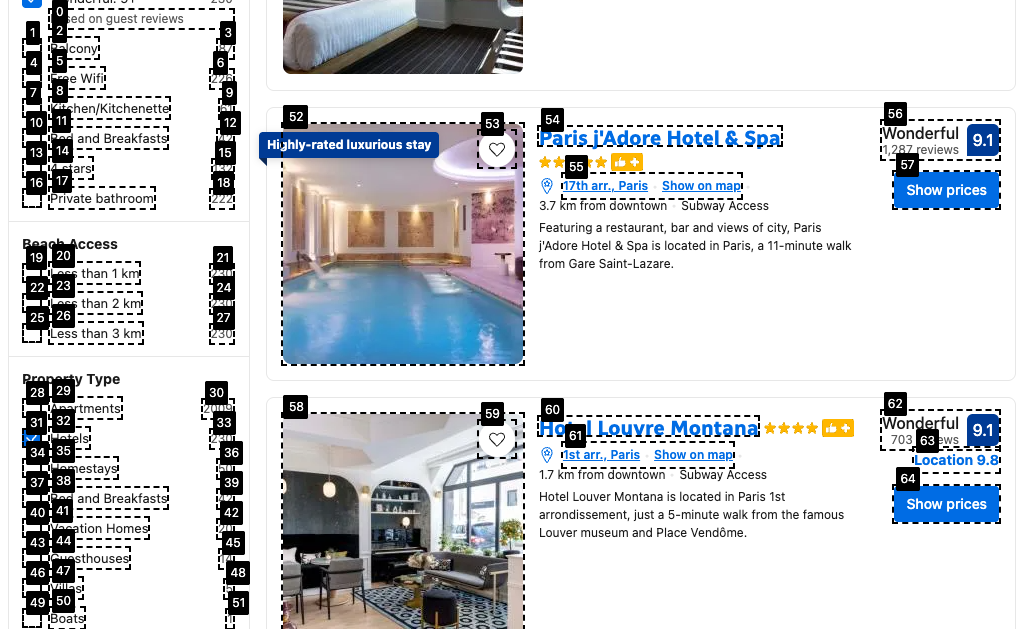 0
based on guest reviews
1
2
3
Balcony
87
4
5
6
Free Wifi
226
7
8
9
Kitchen/Kitchenette
10
11
12
Bed and Breakfasts
42
13
14
15
4 stars
132
16
17
18
Private bathroom
222
Beach Access
19
20
21
Less than 1 km
230
22
23
24
Less than 2 km
230
25
26
27
Less than 3 km
230
Property Type
28
29
30
Apartments
2009
31
32
33
Hotels
230
34
35
36
Homestays
37
38
39
Bed and Breakfasts
42
40
41
42
Vacation Homes
20
43
44
45
Guesthouses
14
46
47
48
Villas
49
50
51
Boats
52
53
Highly-rated luxurious stay
54
Paris j'Adore Hotel & Spa
55
17th arr., Paris · Show on map
3.7 km from downtown · Subway Access
Featuring a restaurant, bar and views of city, Paris
j'Adore Hotel & Spa is located in Paris, a 11-minute walk
from Gare Saint-Lazare.
56
Wonderful
1,287 reviews
9.1
57
Show prices
58
59
60
Hotel Louvre Montana
61
1st arr., Paris · Show on map
1.7 km from downtown · Subway Access
Hotel Louver Montana is located in Paris 1st
arrondissement, just a 5-minute walk from the famous
Louver museum and Place Vendôme.
62
Wonderful
703 reviews
9.1
63
Location 9.8
64
Show prices